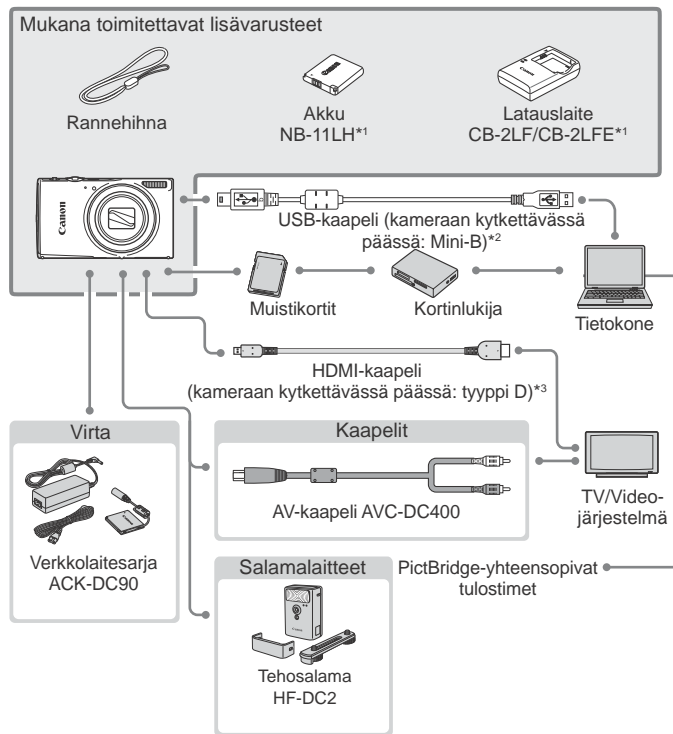 Mukana toimitettavat lisävarusteet
Rannehihna
Akku
NB-11LH*1
Latauslaite
CB-2LF/CB-2LFE*1
Canon
USB-kaapeli (kameraan kytkettävässä
päässä: Mini-B)*2
Muistikortit
Kortinlukija
Tietokone
HDMI-kaapeli
(kameraan kytkettävässä päässä: tyyppi D)*3
Virta
Verkkolaitesarja
ACK-DC90
Kaapelit
AV-kaapeli AVC-DC400
TV/Video-
järjestelmä
Salamalaitteet
Tehosalama
HF-DC2
PictBridge-yhteensopivat
tulostimet